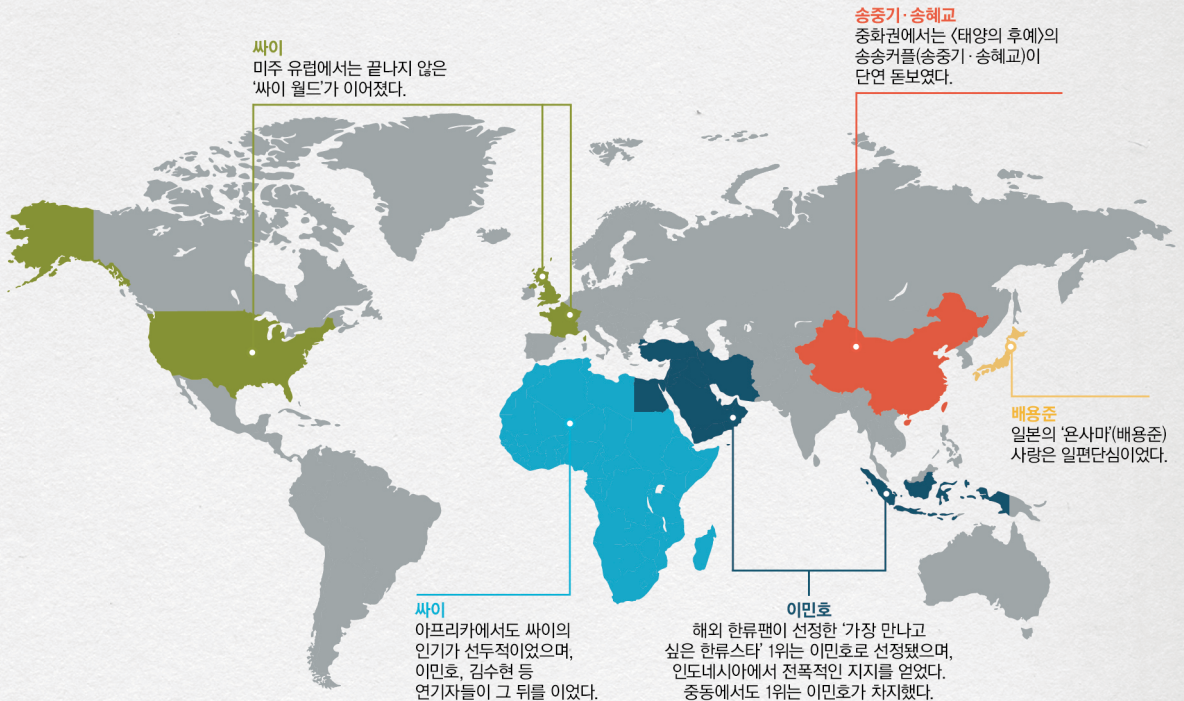 싸이
미주 유럽에서는 끝나지 않은
‘싸이 월드’가 이어졌다.
송중기·송혜교
중화권에서는 〈태양의 후예〉의
송송커플(송중기·송혜교)이
단연 돋보였다.
배용준
일본의 ‘욘사마’(배용준)
사랑은 일편단심이었다.
싸이
아프리카에서도 싸이의
인기가 선두적이었으며,
이민호, 김수현 등
연기자들이 그 뒤를 이었다.
이민호
해외 한류팬이 선정한 ‘가장 만나고
싶은 한류스타’ 1위는 이민호로 선정됐으며,
인도네시아에서 전폭적인 지지를 얻었다.
중동에서도 1위는 이민호가 차지했다.